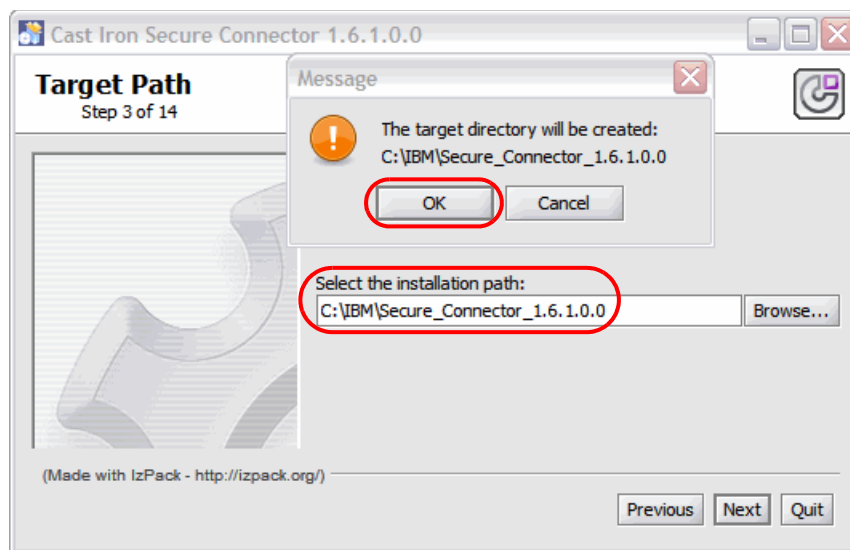 Cast Iron Secure Connector 1.6.1.0.0
Target Path
Step 3 of 14
Message
The target directory will be created:
C:\IBM\Secure_Connector_1.6.1.0.0
OK
Cancel
Select the installation path:
C:\IBM\Secure_Connector_1.6.1.0.0
Browse...
(Made with IzPack - http://izpack.org/)
Previous
Next
Quit